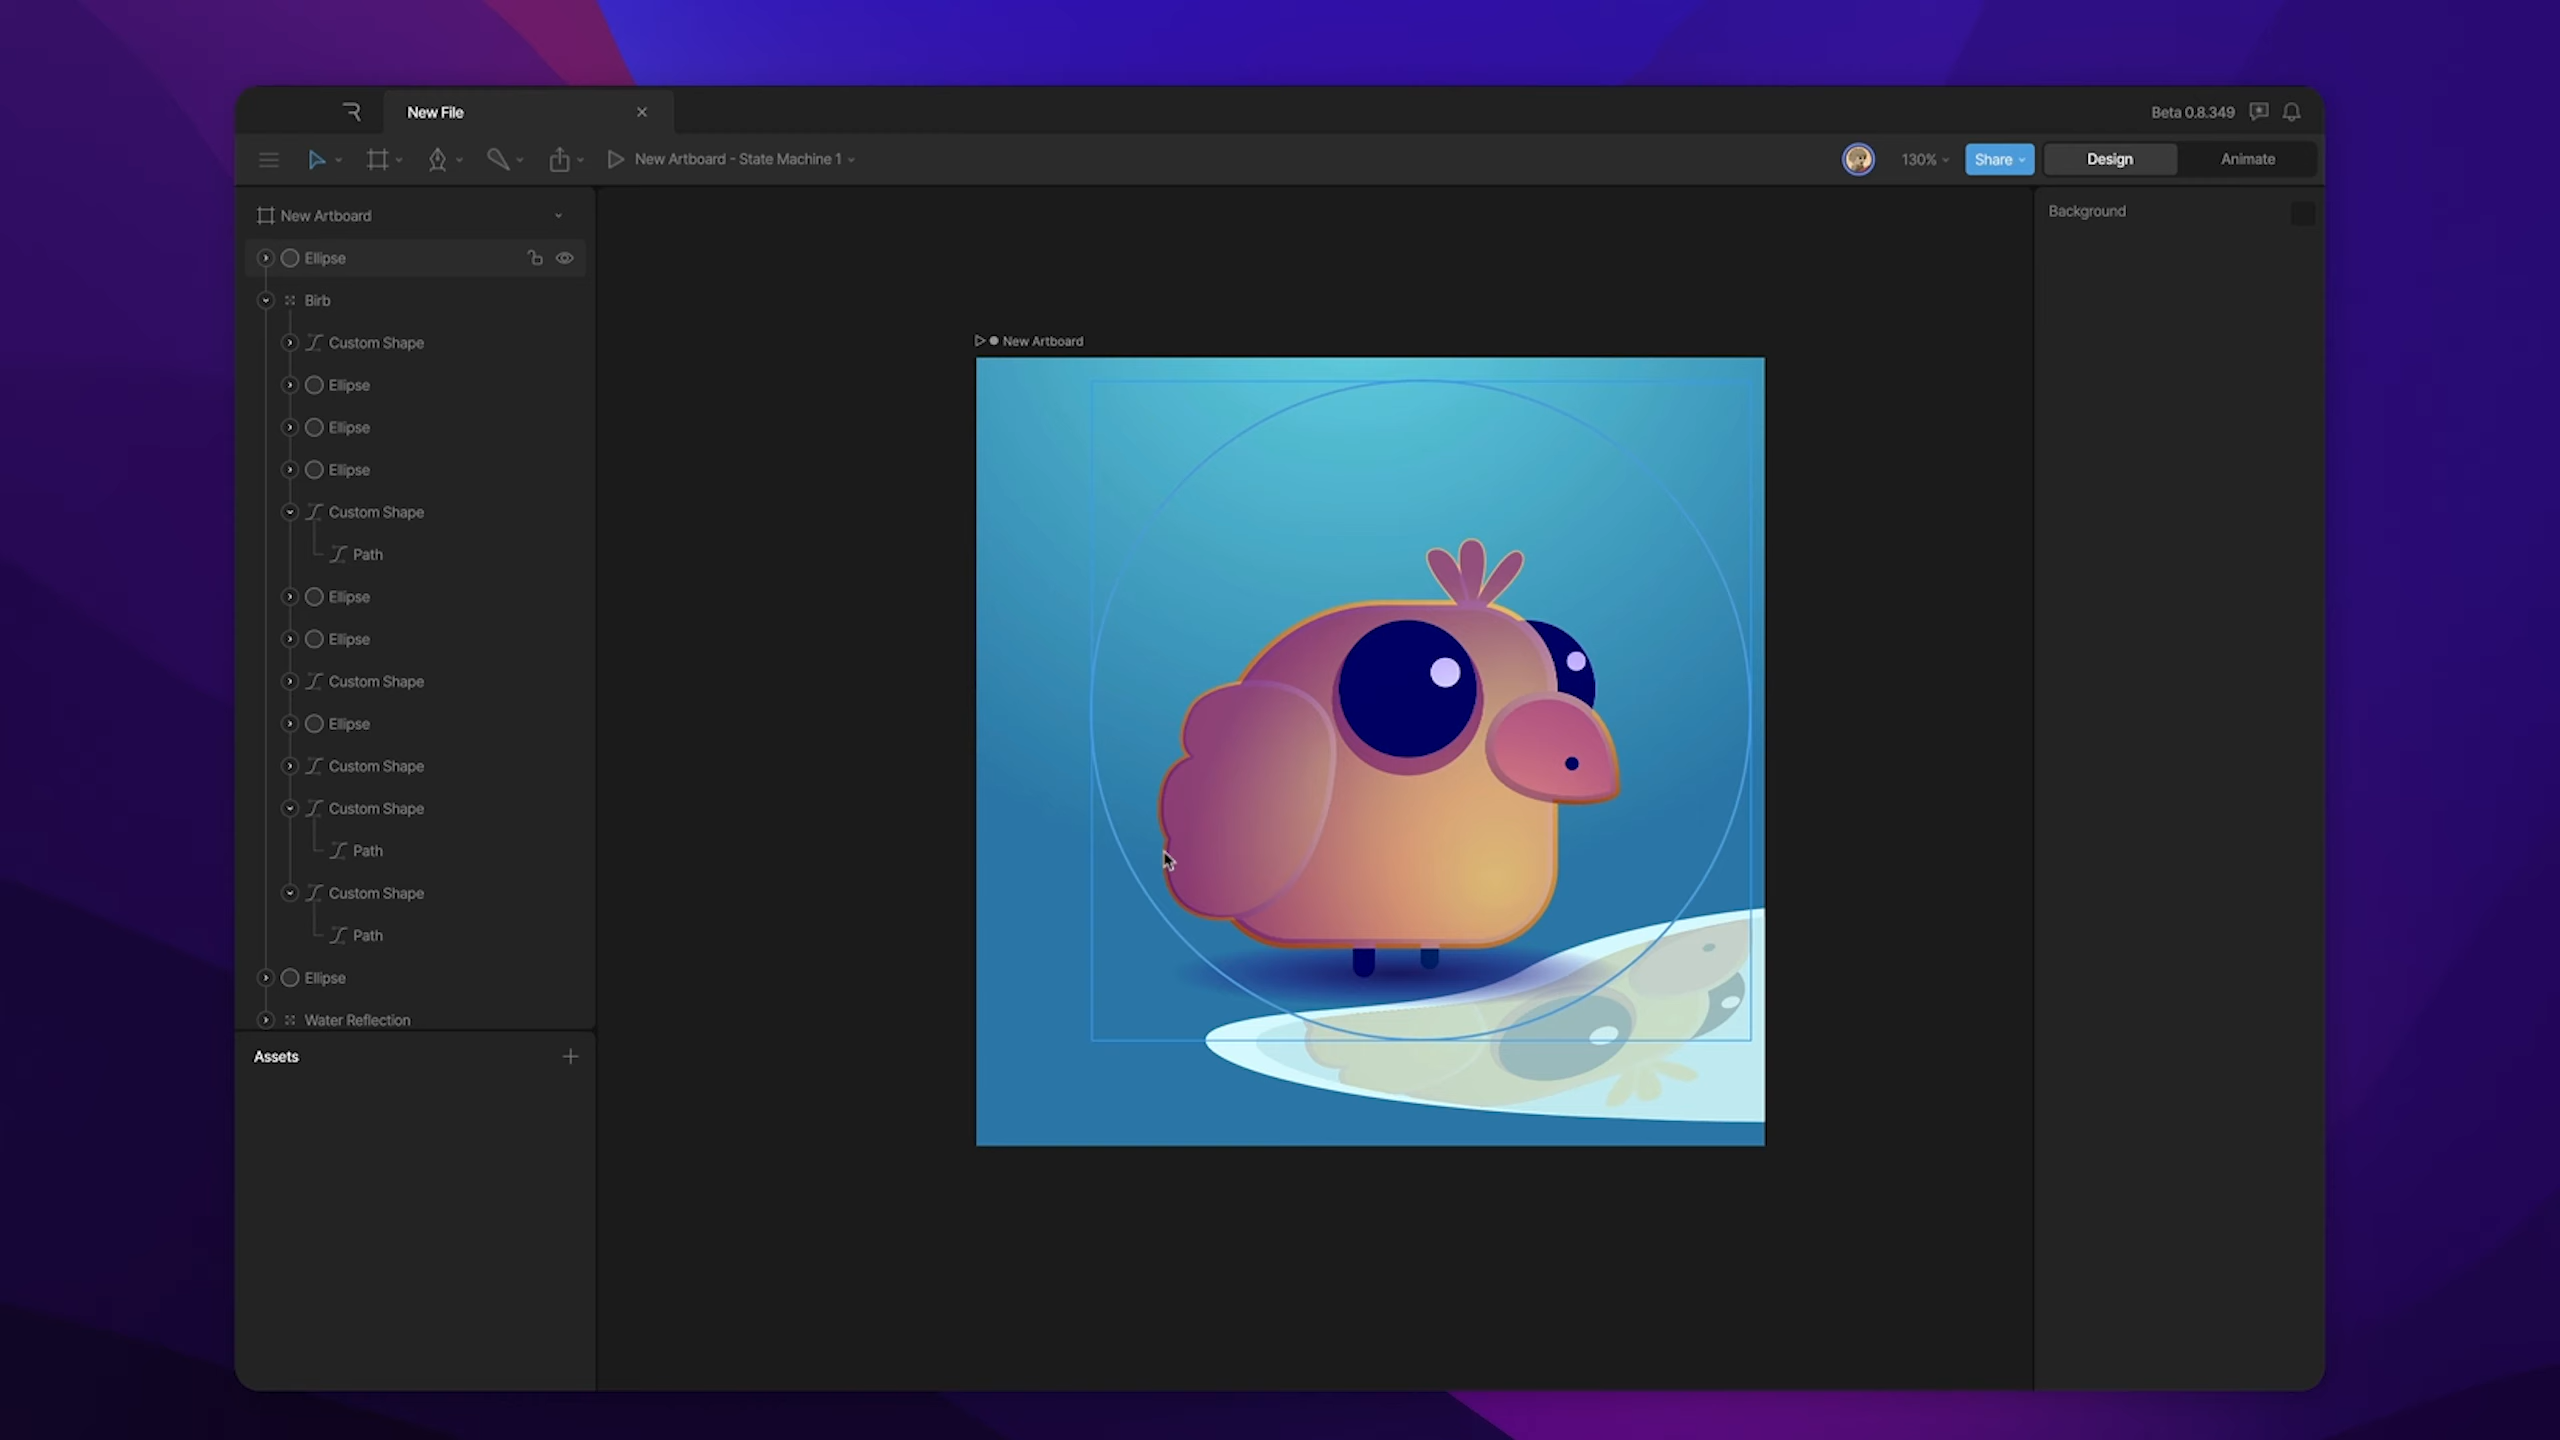 New File
Beta 0.8.349
New Artboard - State Machine 1
130%
Share
Design
Animate
New Artboard
Ellipse
Birb
Custom Shape
Ellipse
Ellipse
Ellipse
Custom Shape
Path
Ellipse
Ellipse
Custom Shape
Ellipse
Custom Shape
Custom Shape
Path
Custom Shape
Path
Ellipse
Water Reflection
Assets
New Artboard
Background